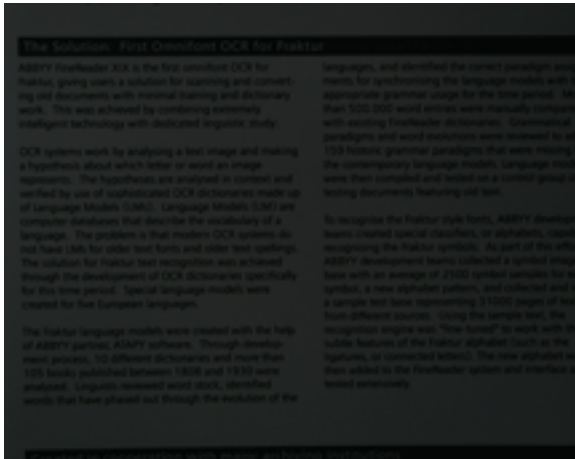 The Solution: First Omnifont OCR for Fraktur
ABBYY FineReader XIX is the first omnifont OCR for
Fraktur, giving users a solution for scanning and convert-
ing old documents with minimal training and dictionary
work. This was achieved by combining extremely
intelligent technology with dedicated linguistic study.
OCR systems work by analysing a text image and making
a hypothesis about which letter or word an image
represents. The hypotheses are analyzed in context and
verified by use of sophisticated OCR dictionaries made up
of Language Models (LMs). Language Models (LM) are
computer databases that describe the vocabulary of a
language. The problem is that modern OCR systems do
not have LMs for older text fonts and older text spellings.
The solution for Fraktur text recognition was achieved
through the development of OCR dictionaries specifically
for this time period. Special language models were
created for five European languages.
The Fraktur language models were created with the help
of ABBYY partner, ATAPY software. Through develop-
ment process, 10 different dictionaries and more than
105 books published between 1808 and 1930 were
analysed. Linguists reviewed word stock, identified
words that have phased out through the evolution of the
languages, and identified the correct paradigm
ments for synchronising the language models with
appropriate grammar usage for the time period.
than 500,000 word entries were manually
with existing FineReader dictionaries. Grammatical
paradigms and word evolutions were reviewed to
159 historic grammar paradigms that were missing
the contemporary language models. Language
were then compiled and tested on a control group
testing documents featuring old text.
To recognise the Fraktur style fonts, ABBYY
teams created special classifiers, or alphabets,
recognising the Fraktur symbols. As part of this
ABBYY development teams collected a symbol
base with an average of 2500 symbol samples for
symbol, a new alphabet pattern, and collected and
a sample text base representing 31000 pages of
from different sources. Using the sample text, the
recognition engine was "fine-tuned" to work with
subtle features of the Fraktur alphabet (such as the
ligatures, or connected letters). The new alphabet
then added to the FineReader system and interface
tested extensively.
Created in cooperation with major archiving institutions